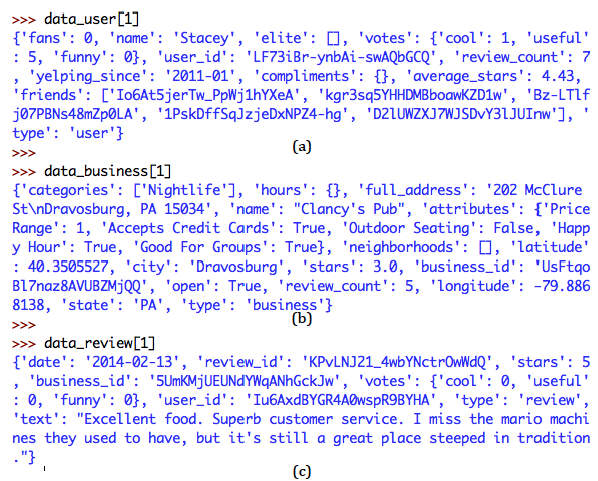 >>> data_user[1]
{'fans': 0, 'name': 'Stacey', 'elite': [], 'votes': {'cool': 1, 'useful'
: 5, 'funny': 0}, 'user_id': 'LF73iBr-ynbAi-swAQbGCQ', 'review_count': 7
, 'yelping_since': '2011-01', 'compliments': {}, 'average_stars': 4.43,
'friends': ['Io6At5jerTw_PpWj1hYXeA', 'kgr3sq5YHHDMBboawKZD1w', 'Bz-LTlf
j07PBNs48mZp0LA', '1PskDffSqJzjeDxNPZ4-hg', 'D2lUWZXJ7WJSDvY3lJUInw'], '
type': 'user'}
(a)
>>>
>>> data_business[1]
{'categories': ['Nightlife'], 'hours': {}, 'full_address': '202 McClure
St\nDravosburg, PA 15034', 'name': "Clancy's Pub", 'attributes': {'Price
Range': 1, 'Accepts Credit Cards': True, 'Outdoor Seating': False, 'Happ
y Hour': True, 'Good For Groups': True}, 'neighborhoods': [], 'latitude'
: 40.3505527, 'city': 'Dravosburg', 'stars': 3.0, 'business_id': 'UsFtqo
Bl7naz8AVUBZMjQQ', 'open': True, 'review_count': 5, 'longitude': -79.886
8138, 'state': 'PA', 'type': 'business'}
(b)
>>>
>>> data_review[1]
{'date': '2014-02-13', 'review_id': 'KPvLNJ21_4wbYNctrOwWdQ', 'stars': 5
, 'business_id': '5UmKMjUEUNdYWqANhGckJw', 'votes': {'cool': 0, 'useful'
: 0, 'funny': 0}, 'user_id': 'Iu6AxdBYGR4A0wspR9BYHA', 'type': 'review',
'text': "Excellent food. Superb customer service. I miss the mario machi
nes they used to have, but it's still a great place steeped in tradition
."}
(c)